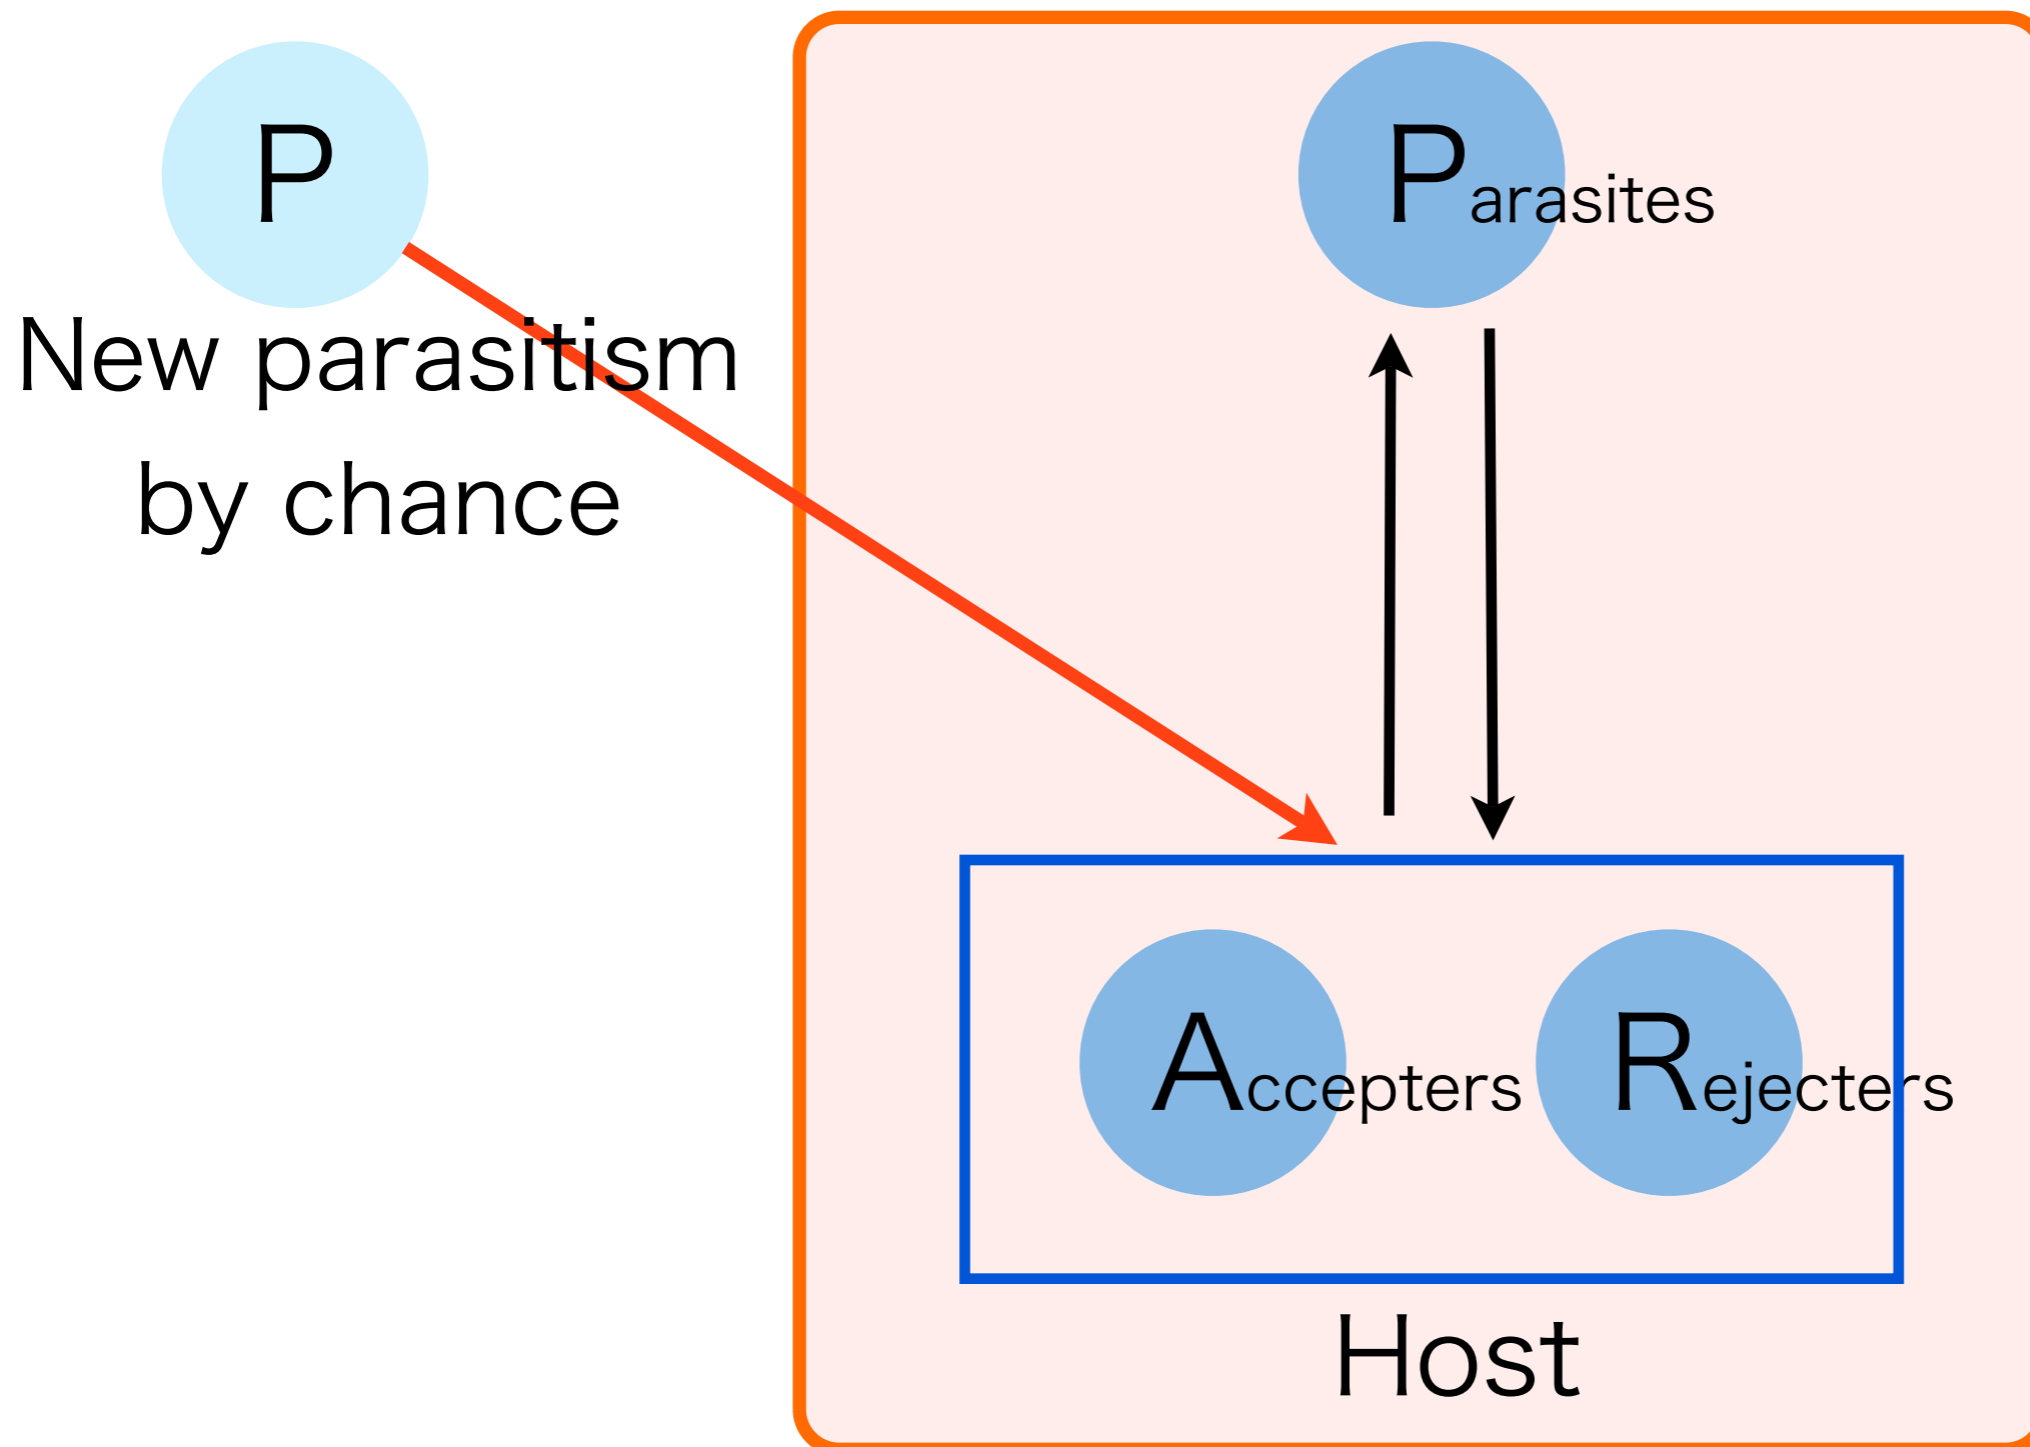 P
New parasitism
by chance
Parasites
Accepters
Rejecters
Host